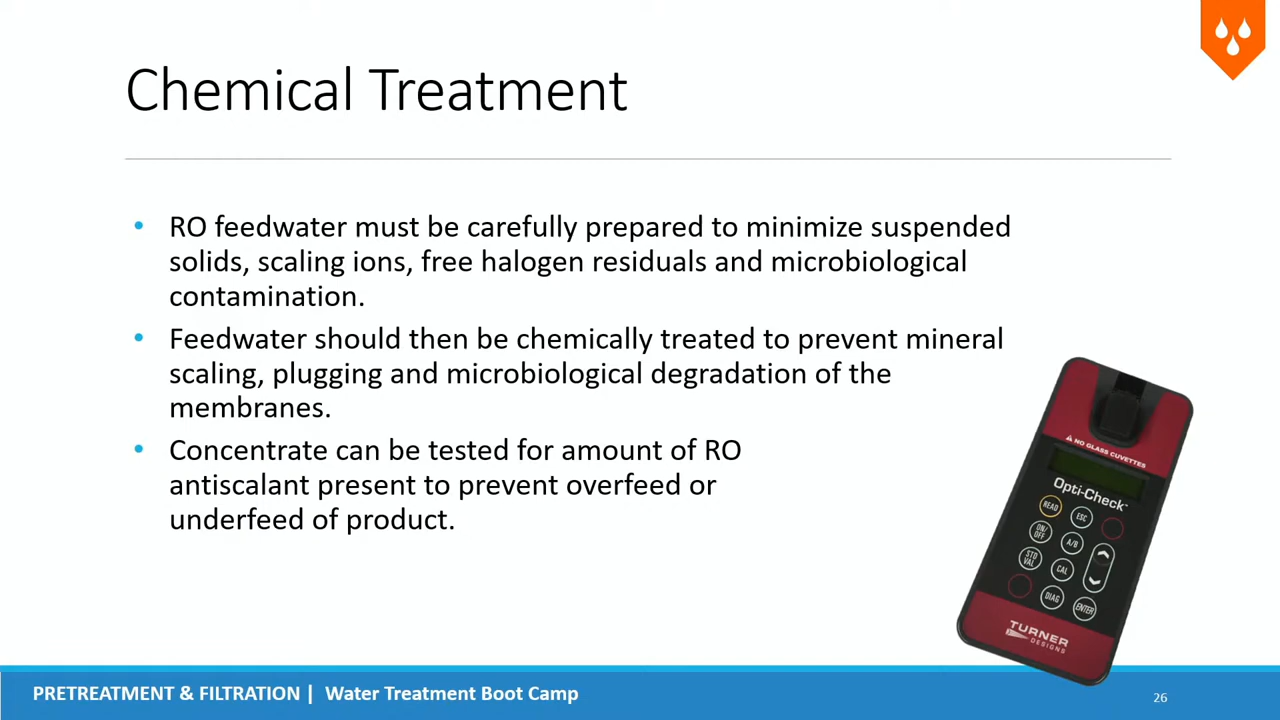 Chemical Treatment
• RO feedwater must be carefully prepared to minimize suspended
solids, scaling ions, free halogen residuals and microbiological
contamination.
• Feedwater should then be chemically treated to prevent mineral
scaling, plugging and microbiological degradation of the
membranes.
• Concentrate can be tested for amount of RO
antiscalant present to prevent overfeed or
underfeed of product.
NO GLASS CUVETTES
Opti-Check™
READ
ESC
ON/
OFF
A/B
STD
VAL
CAL
DIAG
ENTER
TURNER
DESIGNS
PRETREATMENT & FILTRATION | Water Treatment Boot Camp
26